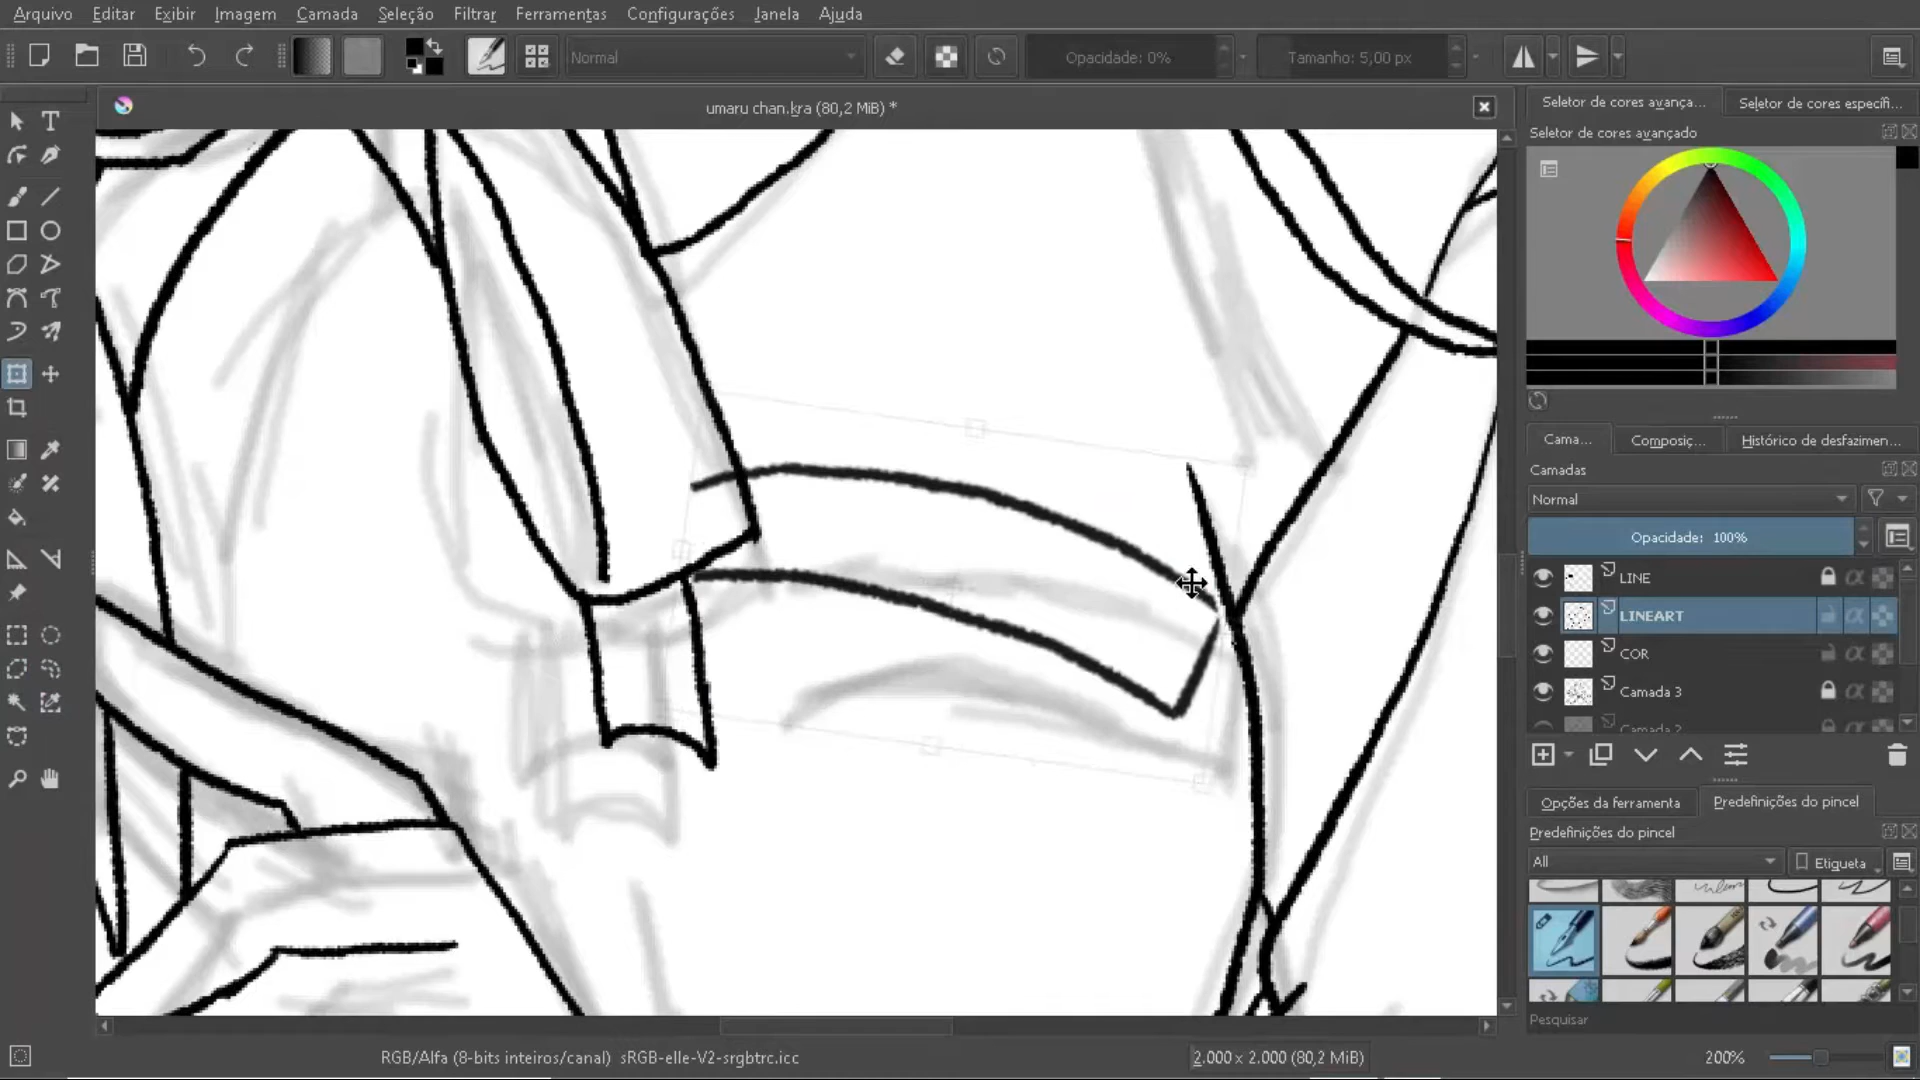 Arquivo Editar Exibir Imagem Camada Seleção Filtrar Ferramentas Configurações Janela Ajuda
Normal
Opacidade: 0%
Tamanho: 5,00 px
umaru chan.kra (80,2 MiB) *
Seletor de cores avança...
Seletor de cores específi...
Seletor de cores avançado
Cama...
Composiç...
Histórico de desfazimen...
Camadas
Normal
Opacidade: 100%
LINE
LINEART
COR
Camada 3
Camada 2
Opções da ferramenta
Predefinições do pincel
Predefinições do pincel
All
Etiqueta
Pesquisar
RGB/Alfa (8-bits inteiros/canal) sRGB-elle-V2-srgbtrc.icc
2.000 x 2.000 (80,2 MiB)
200%